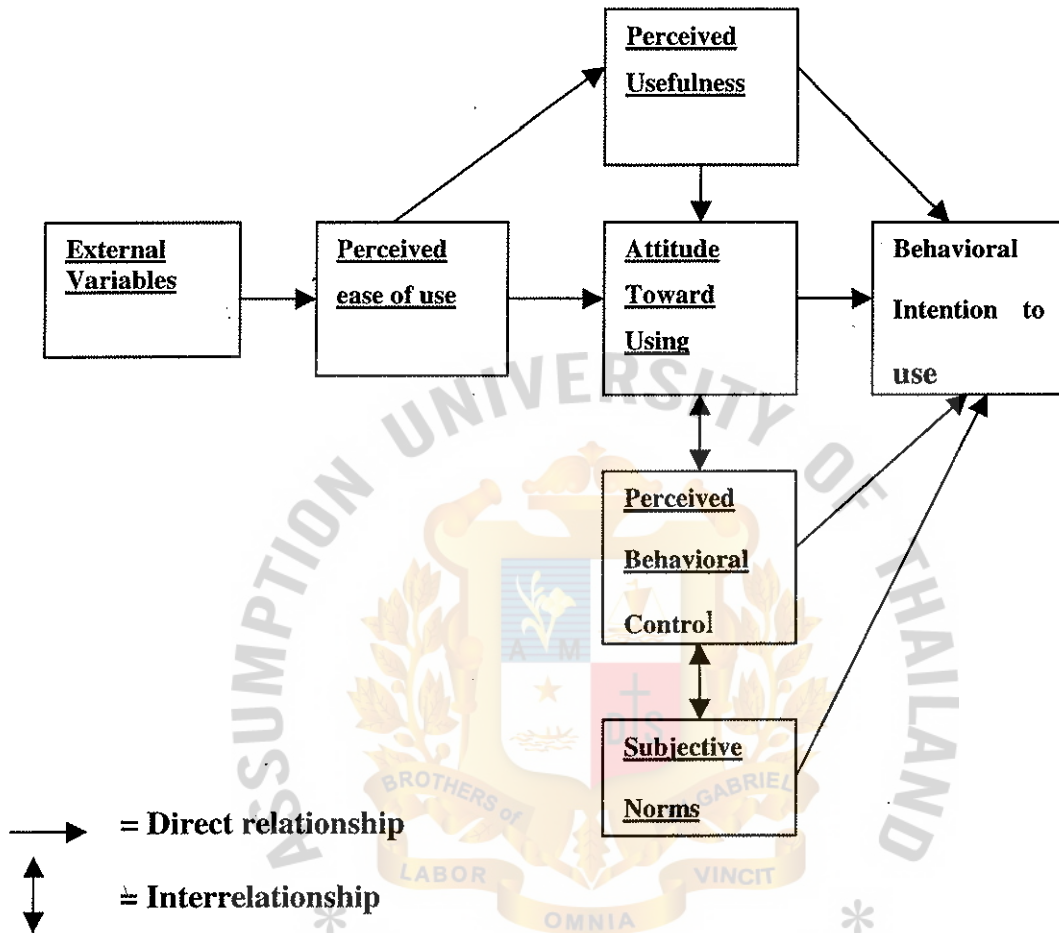 Perceived
Usefulness
External
Variables
Perceived
ease of use
Attitude
Toward
Using
Behavioral
Intention to
use
Perceived
Behavioral
Control
Subjective
Norms
= Direct relationship
= Interrelationship
ASSUMPTION UNIVERSITY OF THAILAND
A M
D S
BROTHERS of
GABRIEL
LABOR
VINCIT
OMNIA